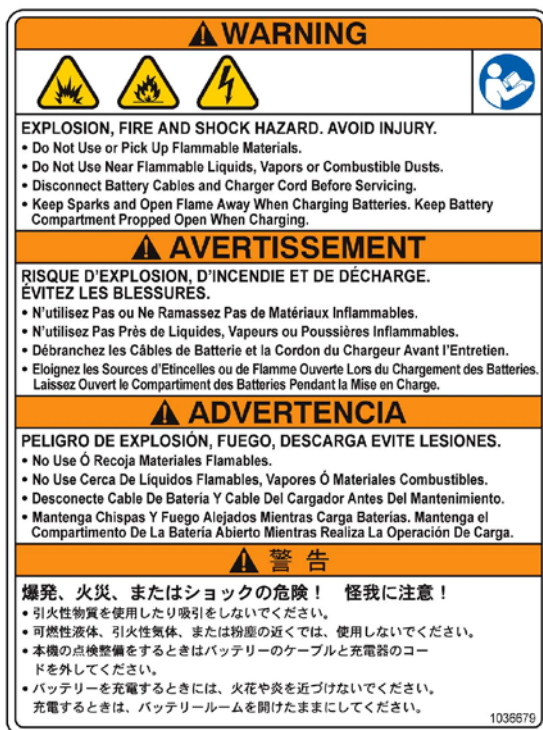 WARNING
EXPLOSION, FIRE AND SHOCK HAZARD. AVOID INJURY.
• Do Not Use or Pick Up Flammable Materials.
• Do Not Use Near Flammable Liquids, Vapors or Combustible Dusts.
• Disconnect Battery Cables and Charger Cord Before Servicing.
• Keep Sparks and Open Flame Away When Charging Batteries. Keep Battery
Compartment Propped Open When Charging.
AVERTISSEMENT
RISQUE D'EXPLOSION, D'INCENDIE ET DE DÉCHARGE.
ÉVITEZ LES BLESSURES.
• N'utilisez Pas ou Ne Ramassez Pas de Matériaux Inflammables.
• N'utilisez Pas Près de Liquides, Vapeurs ou Poussières Inflammables.
• Débranchez les Câbles de Batterie et la Cordon du Chargeur Avant l'Entretien.
• Eloignez les Sources d'Etincelles ou de Flamme Ouverte Lors du Chargement des Batteries.
Laissez Ouvert le Compartiment des Batteries Pendant la Mise en Charge.
ADVERTENCIA
PELIGRO DE EXPLOSIÓN, FUEGO, DESCARGA EVITE LESIONES.
• No Use Ó Recoja Materiales Flamables.
• No Use Cerca De Líquidos Flamables, Vapores Ó Materiales Combustibles.
• Desconecte Cable De Batería Y Cable Del Cargador Antes Del Mantenimiento.
• Mantenga Chispas Y Fuego Alejados Mientras Carga Baterías. Mantenga el
Compartimento De La Batería Abierto Mientras Realiza La Operación De Carga.
警告
爆発、火災、またはショックの危険！ 怪我に注意！
• 引火性物質を使用したり吸引をしないでください。
• 可燃性液体、引火性気体、または粉塵の近くでは、使用しないでください。
• 本機の点検整備をするときはバッテリーのケーブルと充電器のコー
ドを外してください。
• バッテリーを充電するときには、火花や炎を近づけないでください。
充電するときは、バッテリールームを開けたままにしてください。
1036679